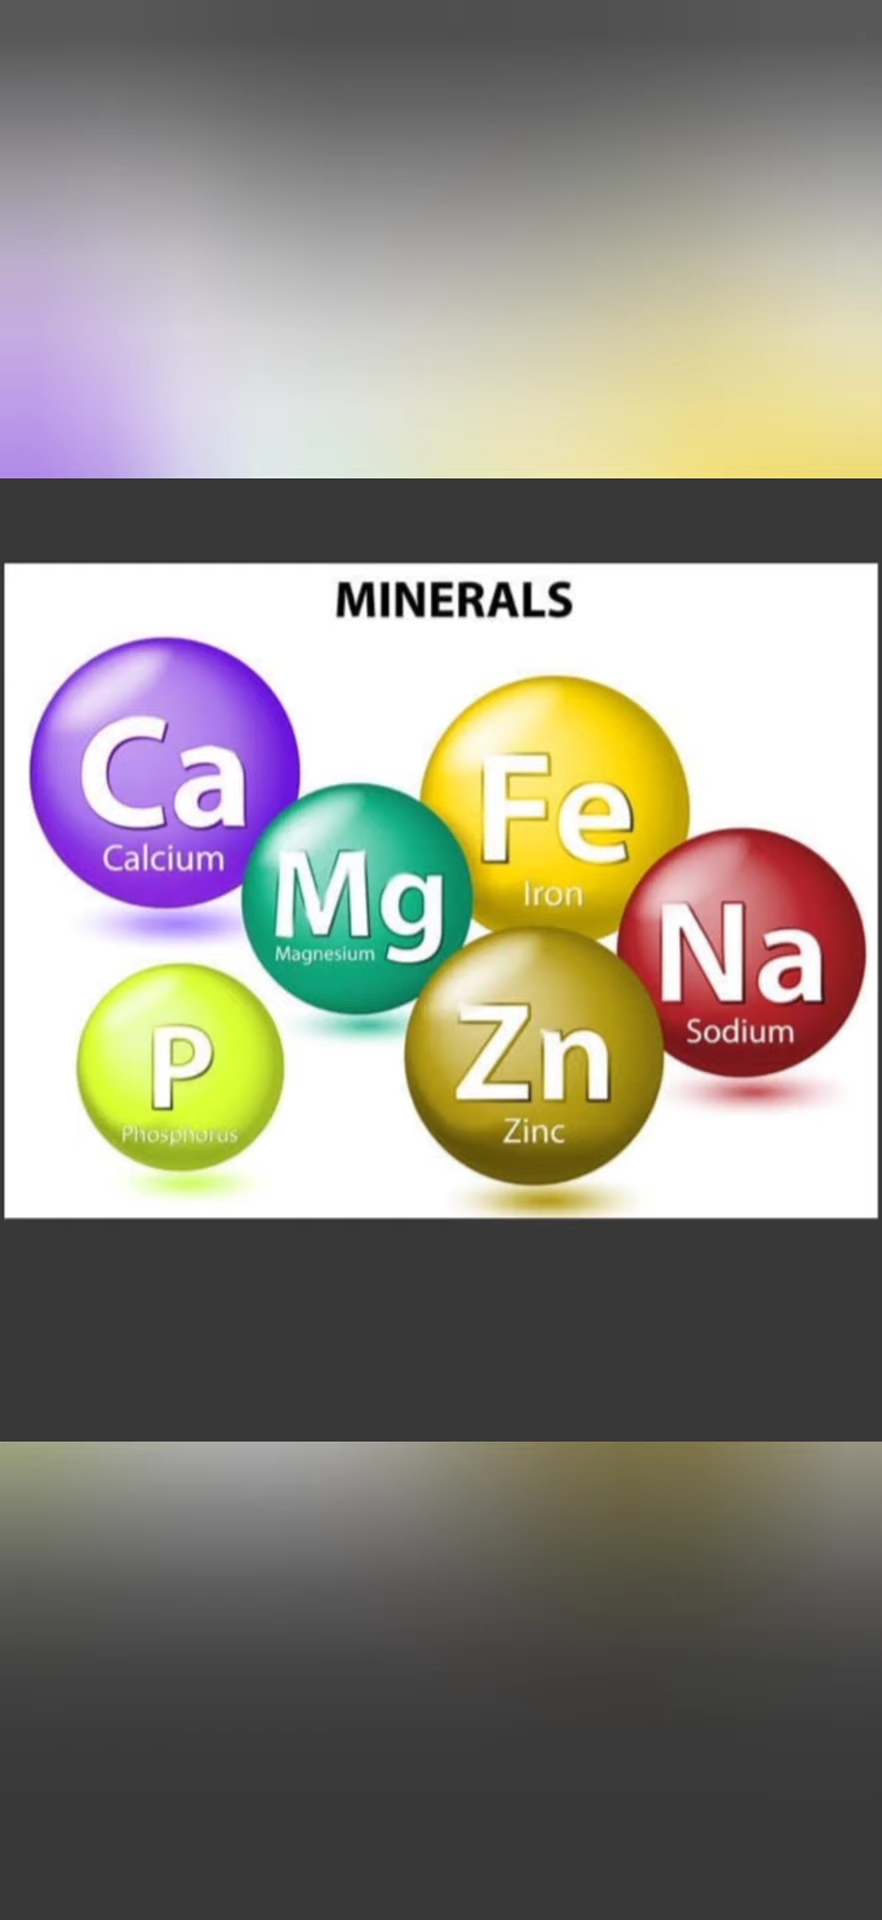 MINERALS
Ca
Calcium
Mg
Magnesium
Fe
Iron
Na
Sodium
P
Phosphorus
Zn
Zinc